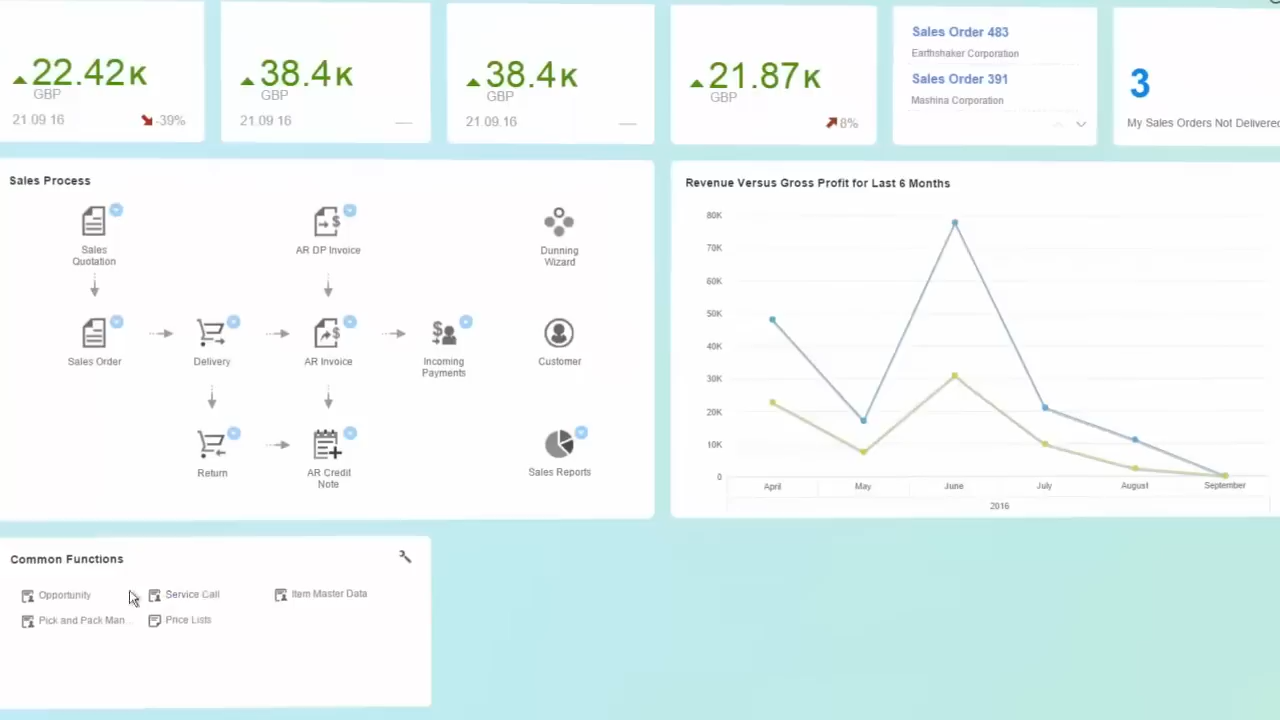 22.42K
GBP
21 09 16
-39%
38.4K
GBP
21 09 16
38.4K
GBP
21 09.16
21.87K
GBP
8%
Sales Order 483
Earthshaker Corporation
Sales Order 391
Mashina Corporation
3
My Sales Orders Not Delivered
Sales Process
Sales
Quotation
AR DP Invoice
Dunning
Wizard
Sales Order
Delivery
AR Invoice
Incoming
Payments
Customer
Return
AR Credit
Note
Sales Reports
Revenue Versus Gross Profit for Last 6 Months
80K
70K
60K
50K
40K
30K
20K
10K
0
April
May
June
July
August
September
2016
Common Functions
Opportunity
Service Call
Item Master Data
Pick and Pack Man...
Price Lists